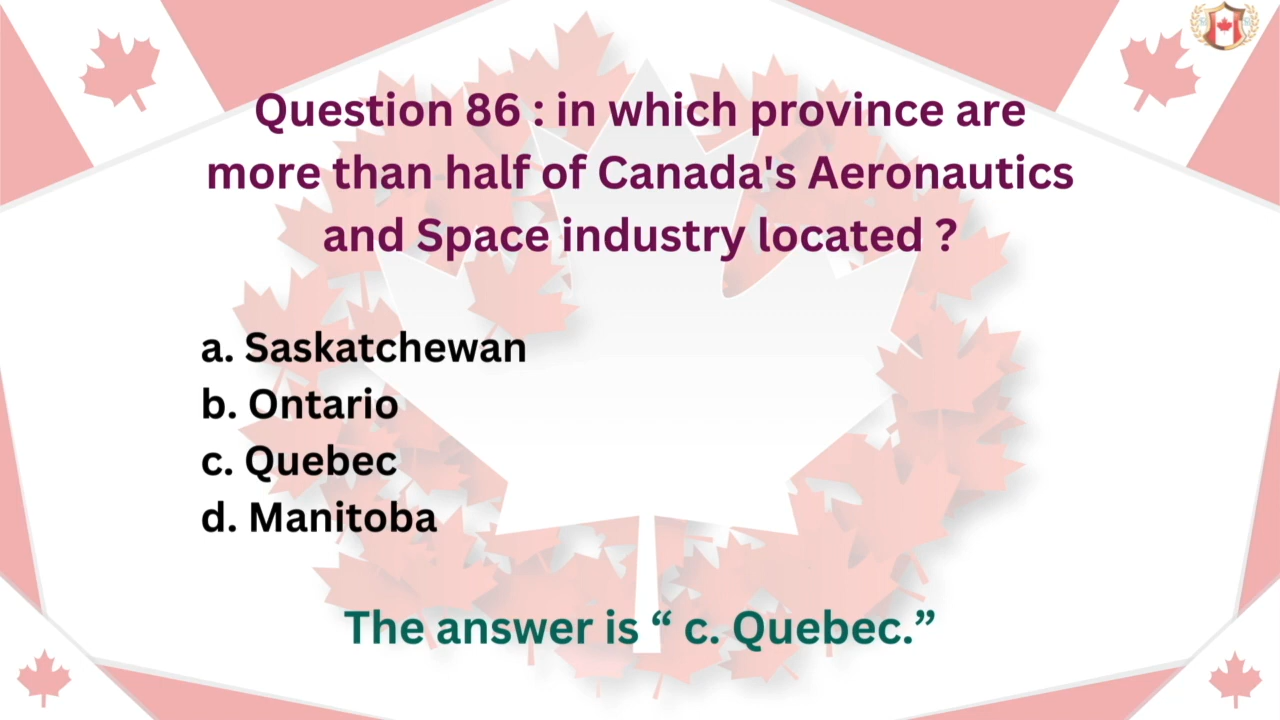 Question 86 : in which province are
more than half of Canada's Aeronautics
and Space industry located ?
a. Saskatchewan
b. Ontario
c. Quebec
d. Manitoba
The answer is “ c. Quebec.”